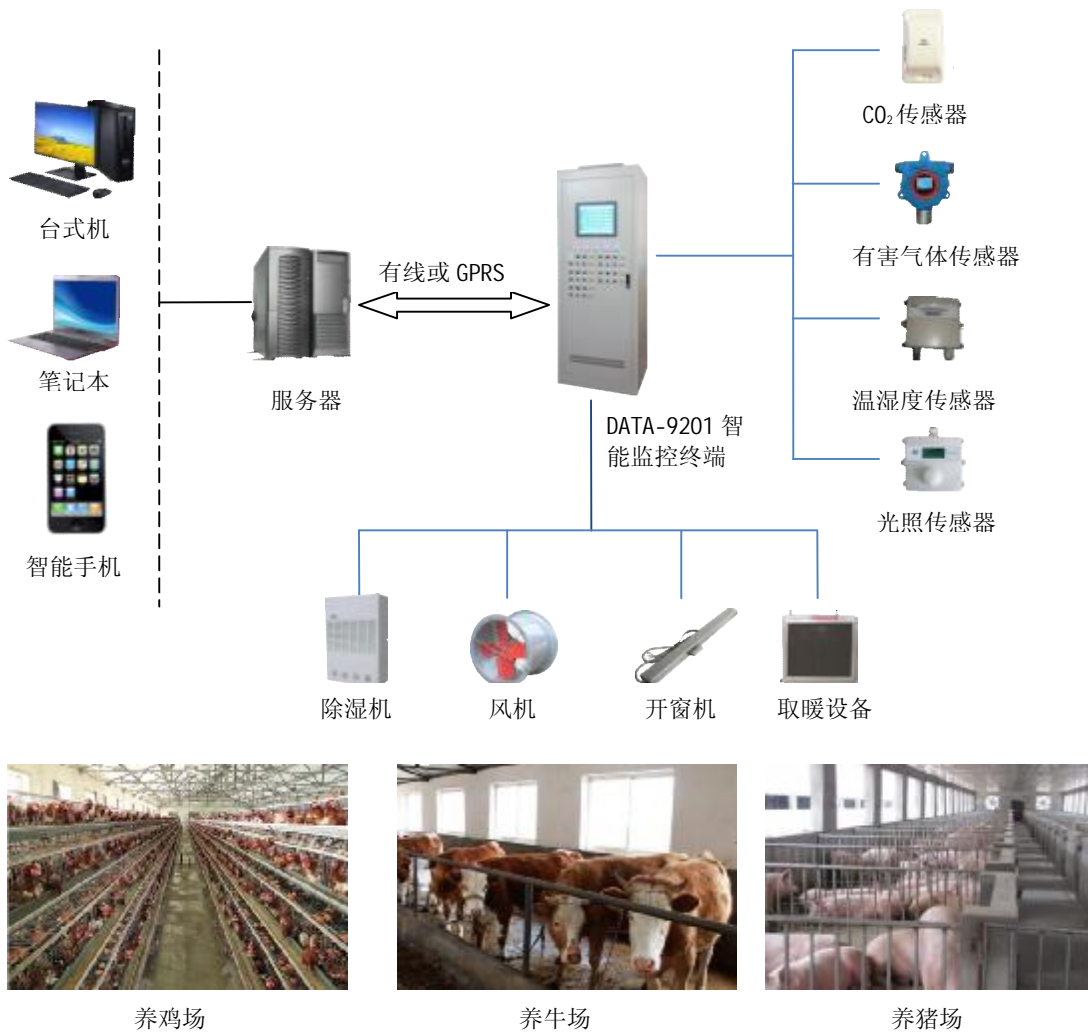 CO₂传感器
台式机
有害气体传感器
有线或 GPRS
笔记本
服务器
温湿度传感器
DATA-9201 智
能监控终端
光照传感器
智能手机
除湿机
风机
开窗机
取暖设备
养鸡场
养牛场
养猪场